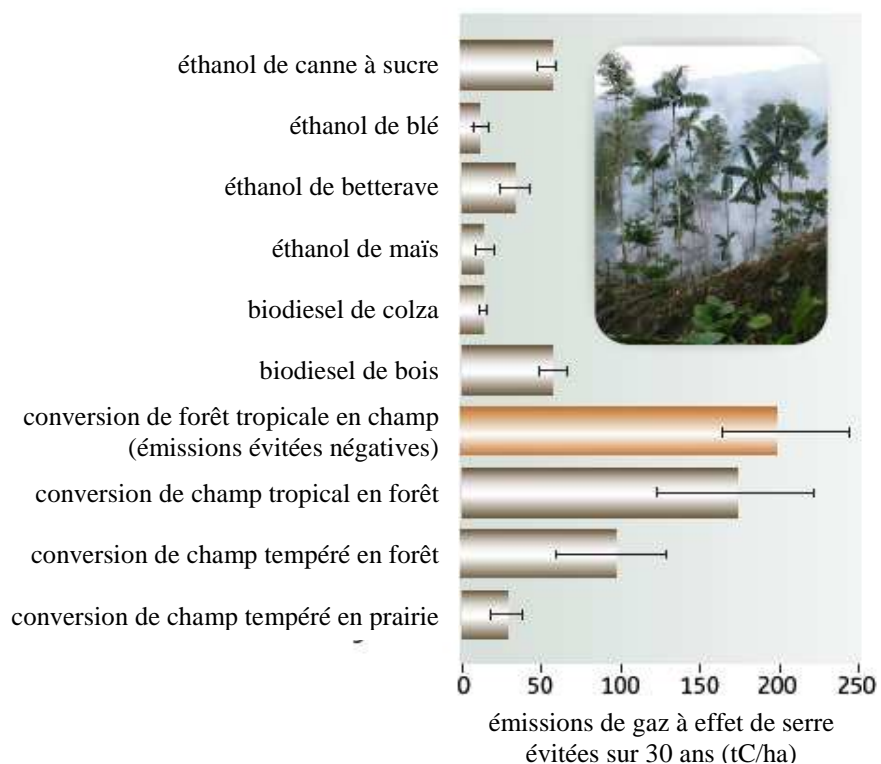 éthanol de canne à sucre
éthanol de blé
éthanol de betterave
éthanol de maïs
biodiesel de colza
biodiesel de bois
conversion de forêt tropicale en champ
(émissions évitées négatives)
conversion de champ tropical en forêt
conversion de champ tempéré en forêt
conversion de champ tempéré en prairie
0 50 100 150 200 250
émissions de gaz à effet de serre
évitées sur 30 ans (tC/ha)